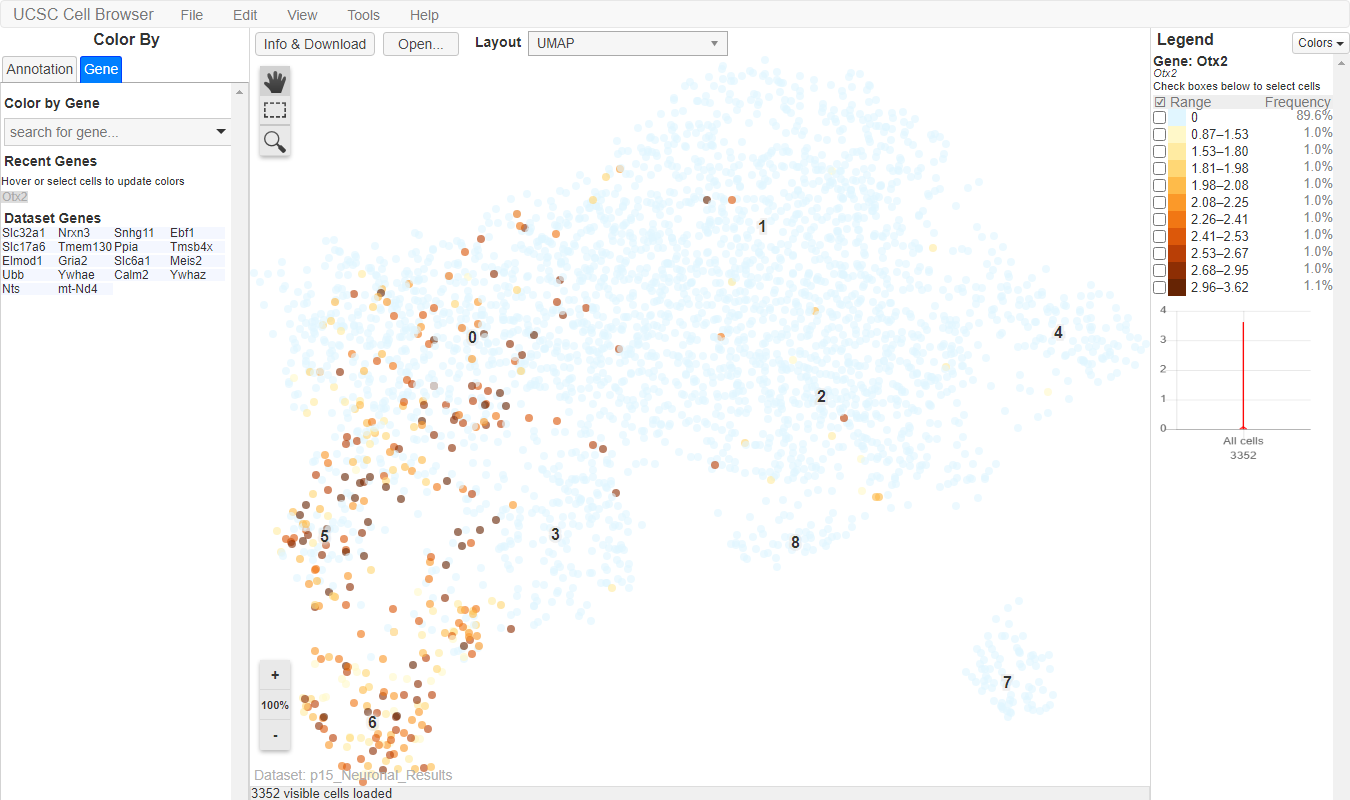 UCSC Cell Browser File Edit View Tools Help
Color By
Annotation Gene
Color by Gene
search for gene...
Recent Genes
Hover or select cells to update colors
Otx2
Dataset Genes
Slc32a1 Nrxn3 Snhg11 Ebf1
Slc17a6 Tmem130 Ppia Tmsb4x
Elmod1 Gria2 Slc6a1 Meis2
Ubb Ywhae Calm2 Ywhaz
Nts mt-Nd4
Info & Download Open... Layout UMAP
1
0
4
2
5
3
8
7
6
+
100%
-
Dataset: p15_Neuronal_Results
3352 visible cells loaded
Legend Colors
Gene: Otx2
Otx2
Check boxes below to select cells
Range Frequency
0 89.6%
0.87–1.53 1.0%
1.53–1.80 1.0%
1.81–1.98 1.0%
1.98–2.08 1.0%
2.08–2.25 1.0%
2.26–2.41 1.0%
2.41–2.53 1.0%
2.53–2.67 1.0%
2.68–2.95 1.0%
2.96–3.62 1.1%
4
3
2
1
0
All cells
3352